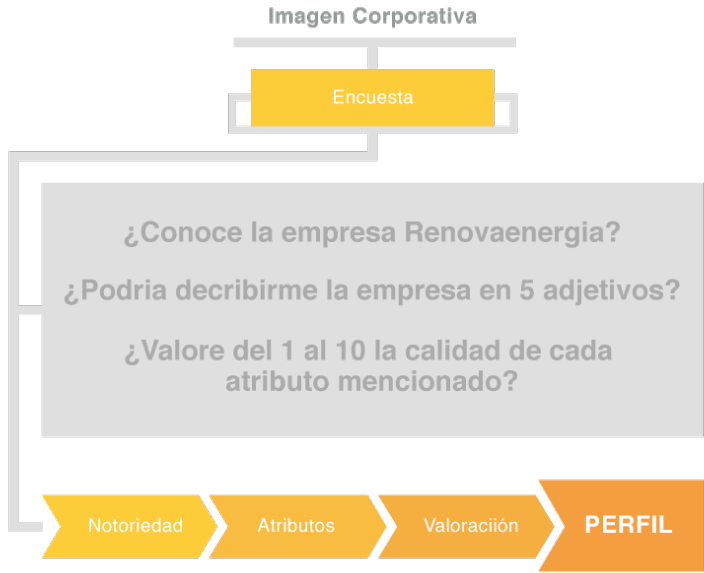 Imagen Corporativa
Encuesta
¿Conoce la empresa Renovaenergia?
¿Podria decribirme la empresa en 5 adjetivos?
¿Valore del 1 al 10 la calidad de cada
atributo mencionado?
Notoriedad
Atributos
Valoraciión
PERFIL